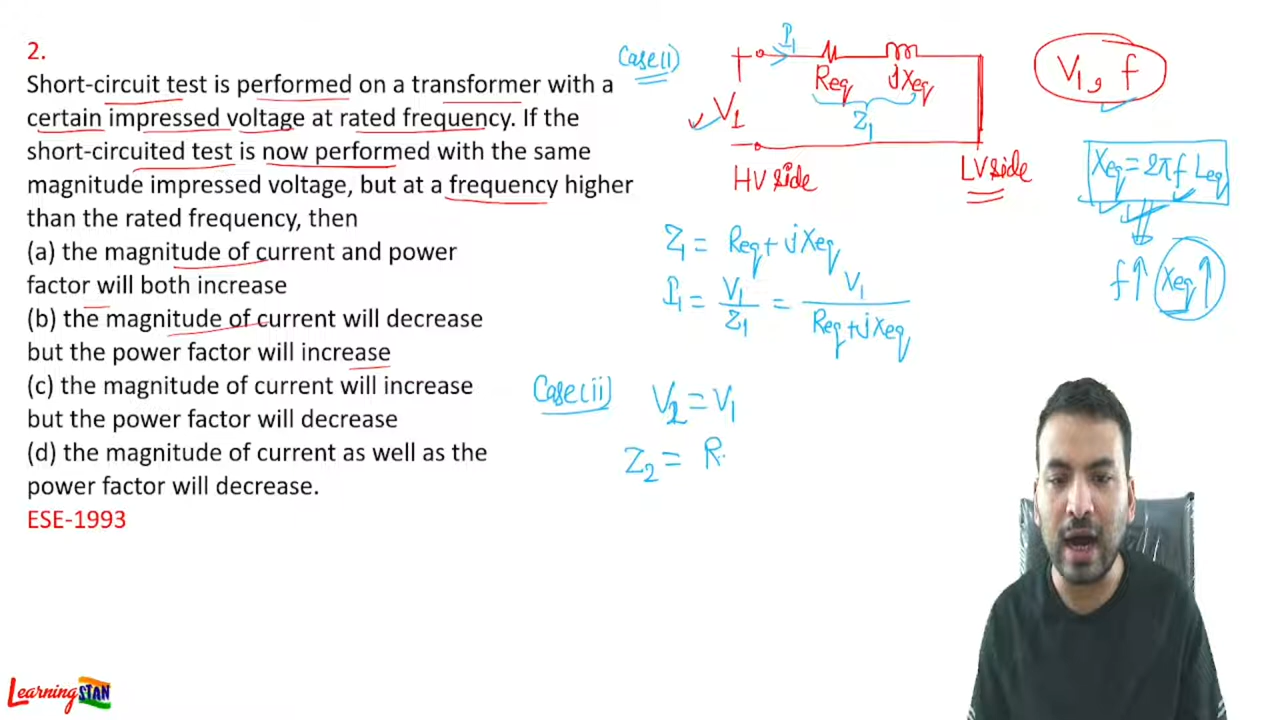 2.
Short-circuit test is performed on a transformer with a
certain impressed voltage at rated frequency. If the
short-circuited test is now performed with the same
magnitude impressed voltage, but at a frequency higher
than the rated frequency, then
(a) the magnitude of current and power
factor will both increase
(b) the magnitude of current will decrease
but the power factor will increase
(c) the magnitude of current will increase
but the power factor will decrease
(d) the magnitude of current as well as the
power factor will decrease.
ESE-1993
Case(i)
I1
Req jXeq
Z1
V1
HV side LV side
V1, f
Xeq = 2πf Leq
f↑ Xeq↑
Z1 = Req + jXeq
I1 = V1/Z1 = V1/(Req+jXeq)
Case(ii) V2 = V1
Z2 = R
Learning STAN